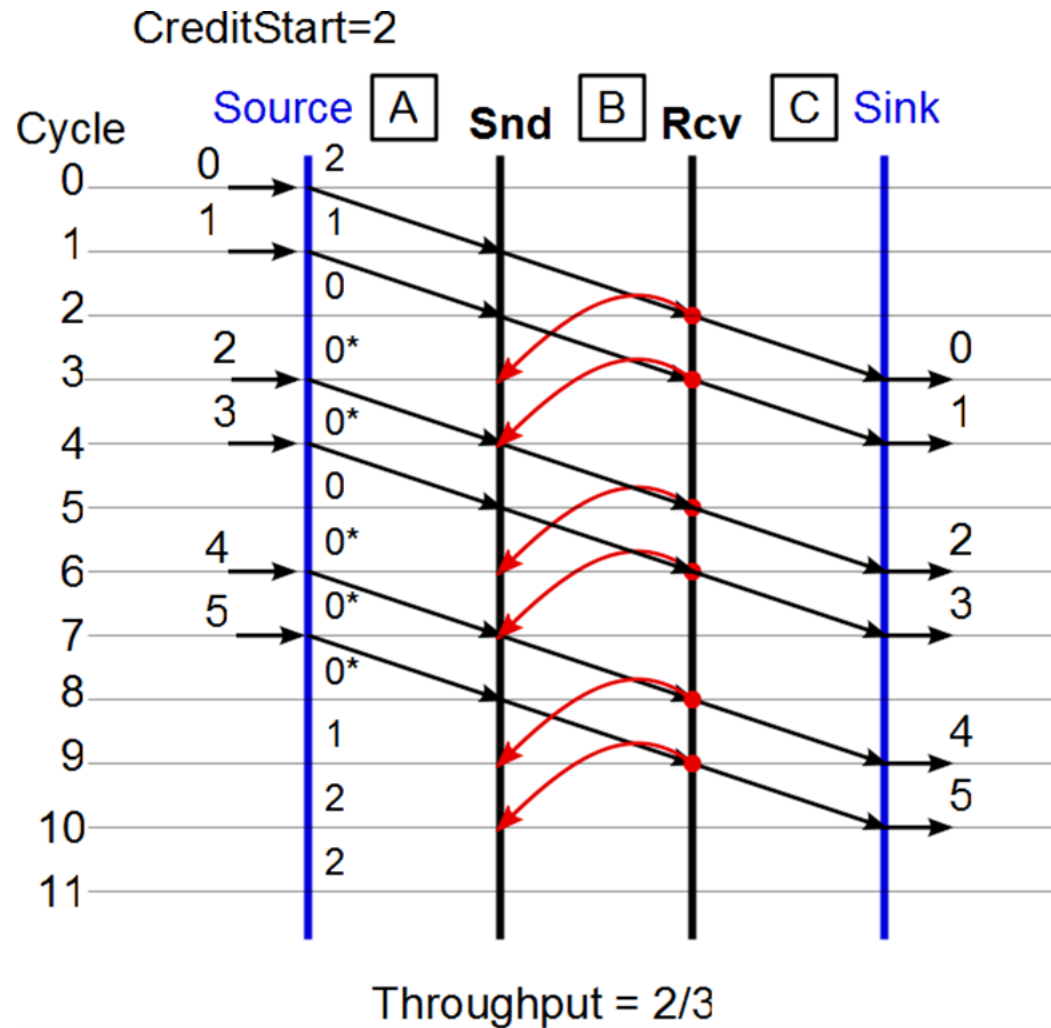 CreditStart=2
Source A Snd B Rcv C Sink
Cycle
0 0 2
1 1 1
2 0
3 2 0* 0
4 3 0* 1
5 0
6 4 0* 2
7 5 0* 3
8 0*
9 1 4
10 2 5
11 2
Throughput = 2/3